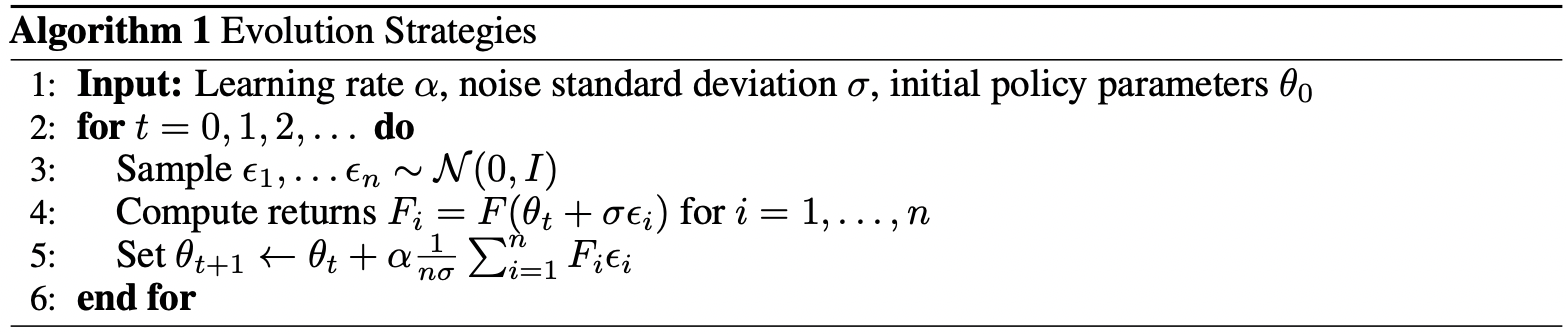 Algorithm 1 Evolution Strategies
1: Input: Learning rate α, noise standard deviation σ, initial policy parameters θ₀
2: for t = 0, 1, 2, . . . do
3: Sample ϵ₁, . . . ϵₙ ∼ 𝒩(0, I)
4: Compute returns Fᵢ = F(θₜ + σϵᵢ) for i = 1, . . . , n
5: Set θₜ₊₁ ← θₜ + α \frac{1}{nσ} ∑ᵢ₌₁ⁿ Fᵢϵᵢ
6: end for